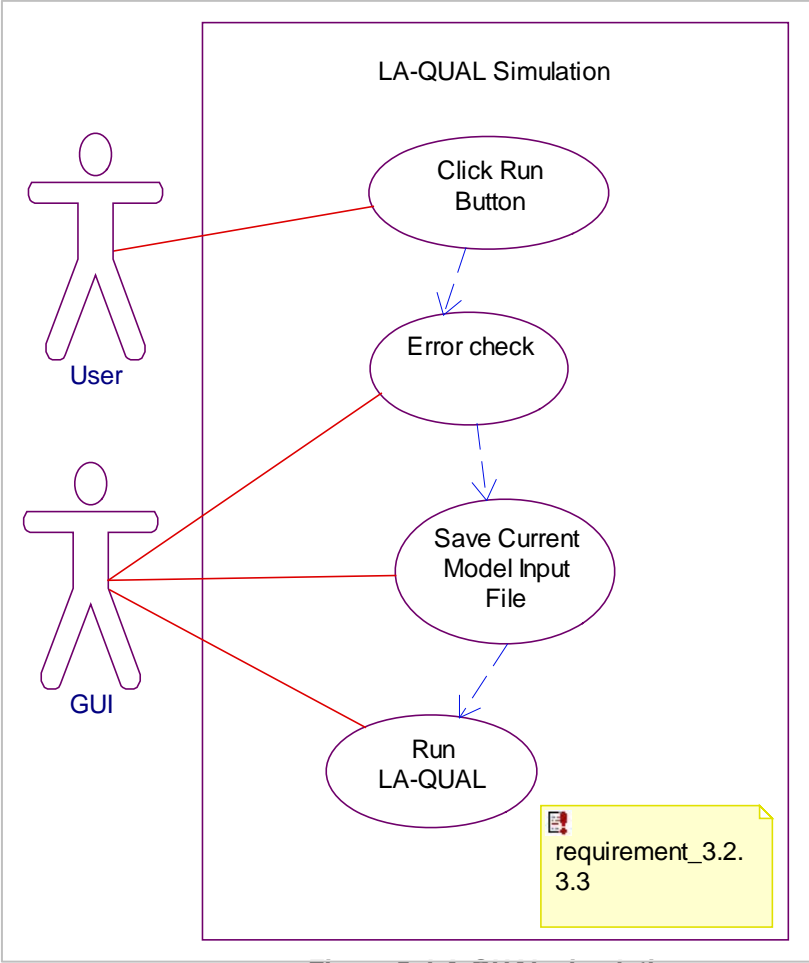 LA-QUAL Simulation
Click Run
Button
User
Error check
Save Current
Model Input
File
GUI
Run
LA-QUAL
requirement_3.2.
3.3